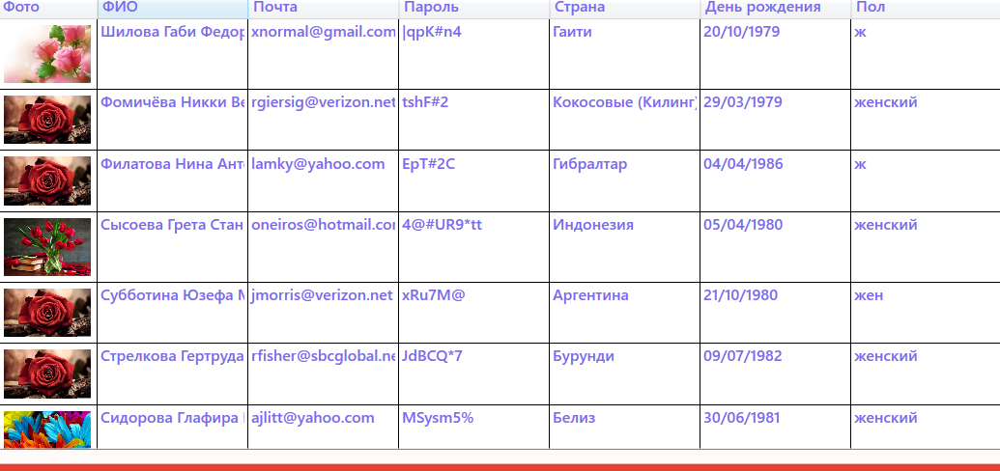 Фото ФИО Почта Пароль Страна День рождения Пол
Шилова Габи Федор xnormal@gmail.com |qpK#n4 Гаити 20/10/1979 ж
Фомичёва Никки Ве rgiersig@verizon.net tshF#2 Кокосовые (Килинг) 29/03/1979 женский
Филатова Нина Ант lamky@yahoo.com EpT#2C Гибралтар 04/04/1986 ж
Сысоева Грета Стан oneiros@hotmail.co 4@#UR9*tt Индонезия 05/04/1980 женский
Субботина Юзефа М jmorris@verizon.net xRu7M@ Аргентина 21/10/1980 жен
Стрелкова Гертруда rfisher@sbcglobal.ne JdBCQ*7 Бурунди 09/07/1982 женский
Сидорова Глафира ajlitt@yahoo.com MSysm5% Белиз 30/06/1981 женский